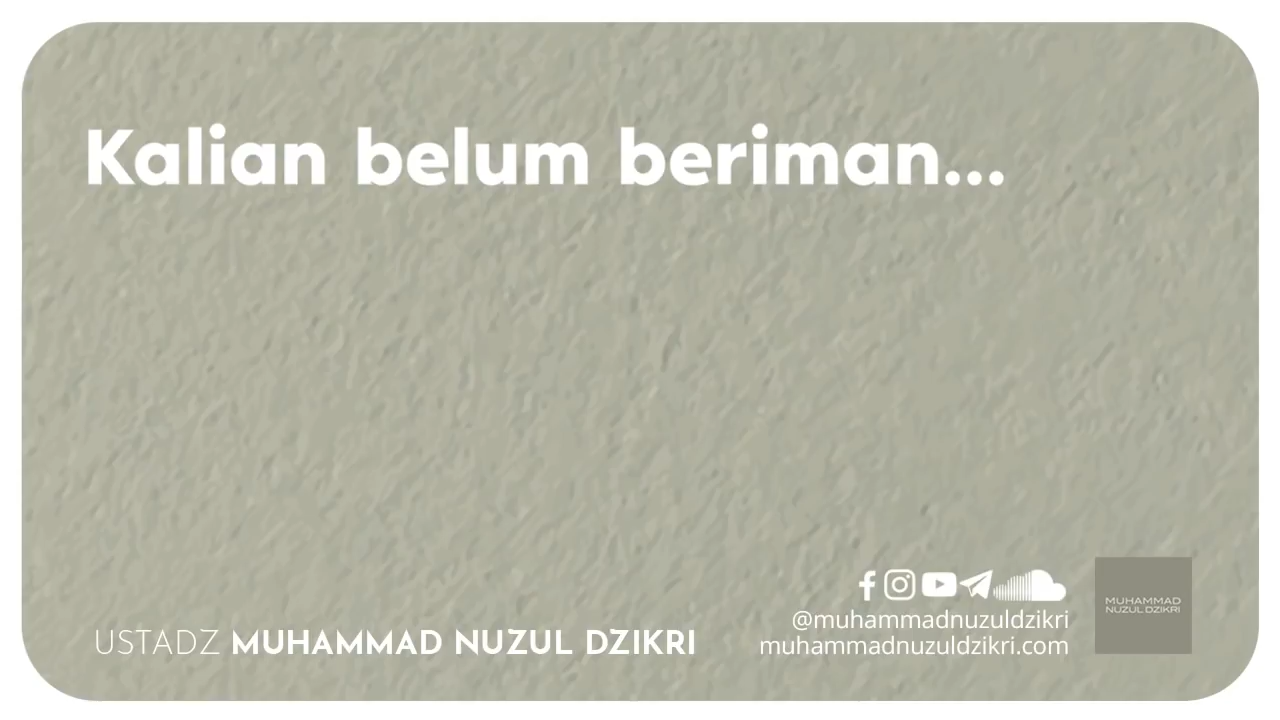 Kalian belum beriman...
USTADZ MUHAMMAD NUZUL DZIKRI
@muhammadnuzuldzikri
muhammadnuzuldzikri.com
MUHAMMAD
NUZUL DZIKRI